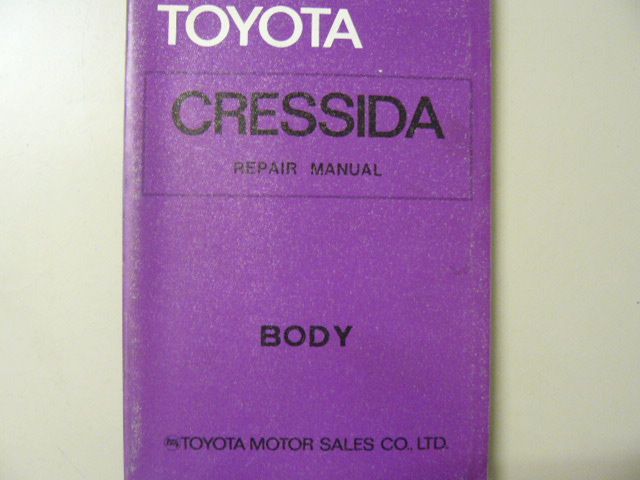 TOYOTA
CRESSIDA
REPAIR MANUAL
BODY
TOYOTA MOTOR SALES CO., LTD.